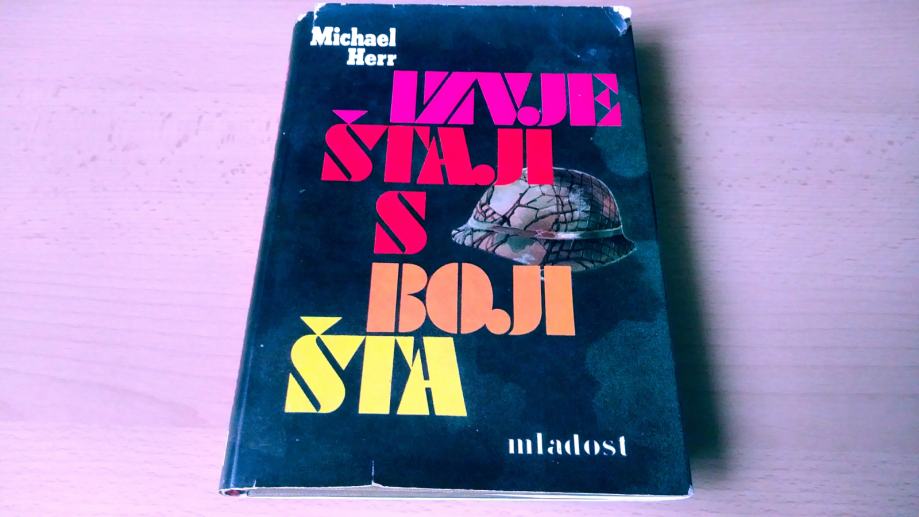 Michael
Herr
IZVJE
ŠTAJI
S
BOJI
ŠTA
mladost